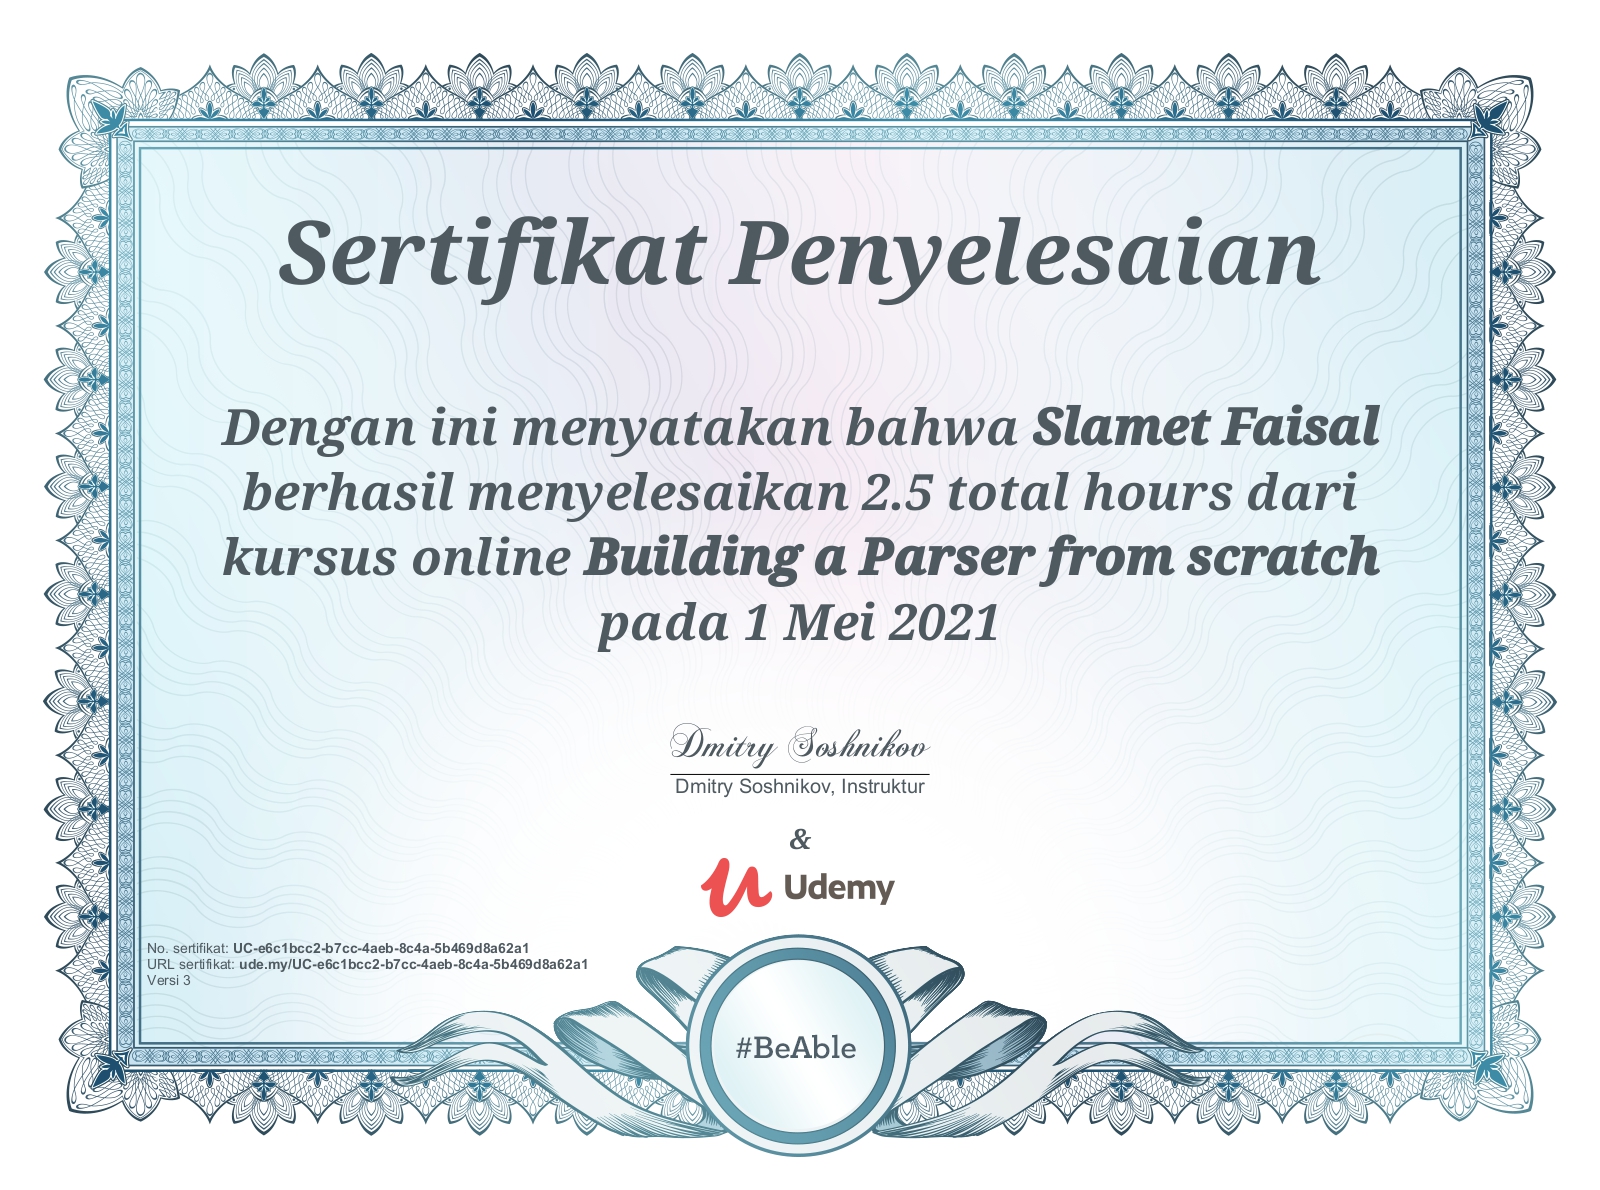 Sertifikat Penyelesaian
Dengan ini menyatakan bahwa Slamet Faisal
berhasil menyelesaikan 2.5 total hours dari
kursus online Building a Parser from scratch
pada 1 Mei 2021
Dmitry Soshnikov
Dmitry Soshnikov, Instruktur
&
Udemy
No. sertifikat: UC-e6c1bcc2-b7cc-4aeb-8c4a-5b469d8a62a1
URL sertifikat: ude.my/UC-e6c1bcc2-b7cc-4aeb-8c4a-5b469d8a62a1
Versi 3
#BeAble